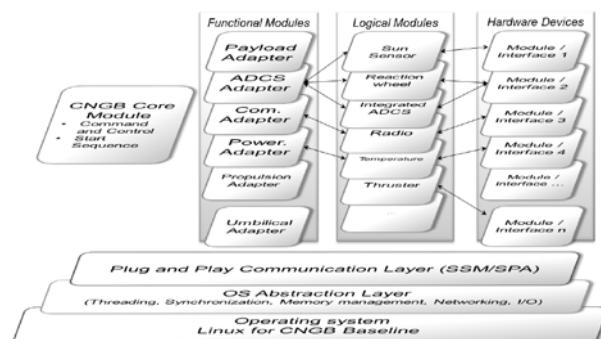 Functional Modules
Logical Modules
Hardware Devices
Payload
Adapter
ADCS
Adapter
Com.
Adapter
Power.
Adapter
Propulsion
Adapter
Umbilical
Adapter
Sun
Sensor
Reaction
wheel
Integrated
ADCS
Radio
Temperature
Thruster
...
Module /
Interface 1
Module /
Interface 2
Module /
Interface 3
Module /
Interface 4
Module /
Interface ...
Module /
Interface n
CNGB Core
Module
• Command
and Control
• Start
Sequence
Plug and Play Communication Layer (SSM/SPA)
OS Abstraction Layer
(Threading, Synchronization, Memory management, Networking, I/O)
Operating system
Linux for CNGB Baseline